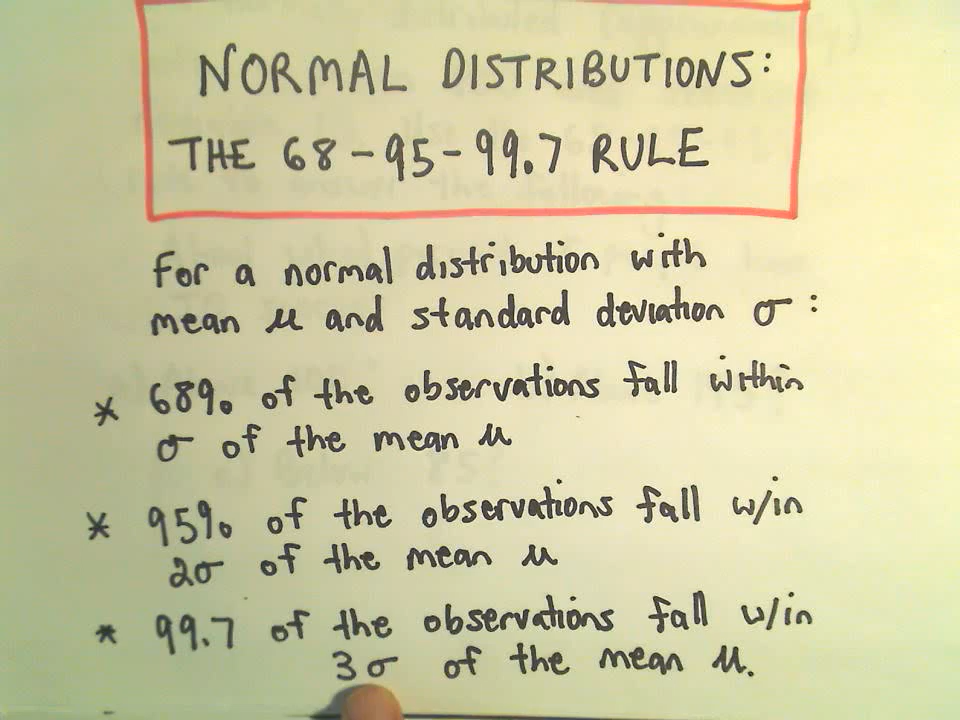 NORMAL DISTRIBUTIONS:
THE 68-95-99.7 RULE
For a normal distribution with
mean μ and standard deviation σ:
* 68% of the observations fall within
σ of the mean μ
* 95% of the observations fall w/in
2σ of the mean μ
* 99.7 of the observations fall w/in
3σ of the mean μ.